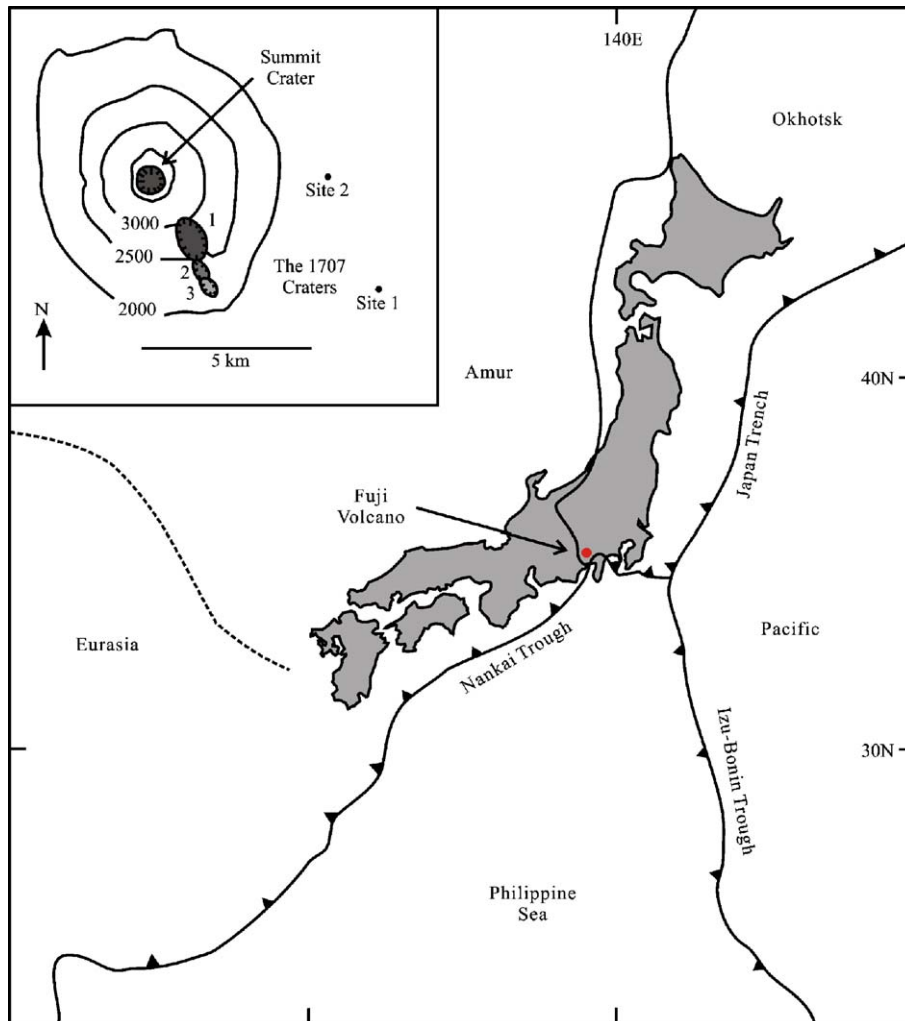 Summit
Crater
3000
1
2500
2
3
2000
The 1707
Craters
Site 2
Site 1
N
5 km
140E
Okhotsk
Amur
40N
Japan Trench
Fuji
Volcano
Eurasia
Pacific
Nankai Trough
Izu-Bonin Trough
30N
Philippine
Sea